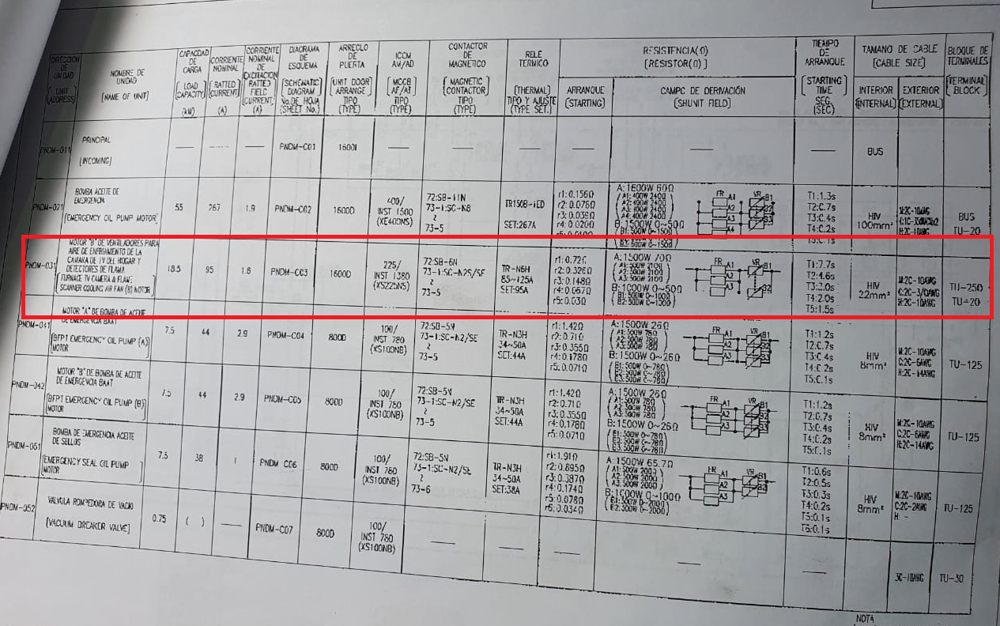 DIRECCION DE UNIDAD
[UNIT ADDRESS]
NOMBRE DE UNIDAD
[NAME OF UNIT]
CAPACDAD DE CARGA
[LOAD CAPACITY]
(kW)
CORRIENTE NOMINAL
[RATTED CURRENT]
(A)
CORRIENTE NOMINAL DE EXCITACION
[RATTED FIELD CURRENT]
(A)
DIAGRAMA DE ESQUEMA
[SCHEMATIC DIAGRAM]
No. DE HOJA
(SHEET No.)
ARREGLO DE PUERTA
[UNIT DOOR ARRANGE]
TIPO
(TYPE)
ICCM AM/AD
[MCCB AF/AT]
TIPO
(TYPE)
CONTACTOR DE MAGNETICO
[MAGNETIC CONTACTOR]
TIPO
(TYPE)
RELE TERMICO
[THERMAL]
TIPO Y AJUSTE
(TYPE SET.)
RESISTENCIA(Ω)
[RESISTOR(Ω)]
ARRANQUE
(STARTING)
CAMPC DE DERIVACIÓN
(SHUNIT FIELD)
TIEMPO DE ARRANQUE
[STARTING TIME]
SEG.
(SEC)
TAMANO DE CABLE
[CABLE SIZE]
INTERIOR
(INTERNAL)
EXTERIOR
(EXTERNAL)
BLOQUE DE TERMINALES
[TERMINAL BLOCK]
PNDM-011
PRINCIPAL
[INCOMING]
PNDM-C01
1600I
BUS
PNDM-021
BOMBA ACEITE DE
EMERGENCIA
[EMERGENCY OIL PUMP MOTOR]
55
267
1.9
PNDM-C02
1600D
400/
INST 1500
(XE400NS)
72:SB-11N
73-1:SC-N8
≀
73-5
TR150B-1ED
SET:267A
r1:0.156Ω
r2:0.076Ω
r3:0.039Ω
r4:0.020Ω
A:1600W 60Ω
(A1:400W 240Ω
A2:400W 240Ω
A3:400W 240Ω
A4:400W 240Ω)
B:1500W 0~50Ω
(B1:500W 0~150Ω
B3:500W 0~150Ω)
FR
A1
A2
A3
A4
VR
B1
B2
B3
T1:1.3s
T2:0.7s
T3:0.4s
T4:0.2s
T5:0.1s
HIV
100mm²
M:2C-10AWG
H:2C-10AWG
BUS
TU-20
PNDM-031
MOTOR "B" DE VENTILADORES PARA
AIRE DE ENFRIAMIENTO DE LA
CAMARA DE TV DEL HOGAR Y
DETECTORES DE FLAMA
[FURNACE TV CAMERA & FLAME
SCANNER COOLING AIR FAN (B) MOTOR]
18.5
95
1.6
PNDM-CC3
1600D
225/
INST 1380
(XS225NS)
72:SB-6N
73-1:SC-N2S/SE
≀
73-5
TR-N6H
85~125A
SET:95A
r1:0.72Ω
r2:0.326Ω
r3:0.148Ω
r4:0.067Ω
r5:0.03Ω
A:1500W 70Ω
(A1:500W 210Ω
A2:500W 210Ω
A3:500W 210Ω)
B:1000W 0~50Ω
(B1:500W 0~100Ω
B2:500W 0~100Ω)
FR
A1
A2
A3
VR
B1
B2
T1:7.7s
T2:4.6s
T3:3.0s
T4:2.0s
T5:1.5s
HIV
22mm²
M:2C-10AWG
C:2C-3/0AWG
H:2C-10AWG
TU-250
TU-20
PNDM-041
MOTOR "A" DE BOMBA DE ACEITE
DE EMERGENCIA BAAT
[BFPT EMERGENCY OIL PUMP (A)
MOTOR]
7.5
44
2.9
PNDM-C04
800D
100/
INST 780
(XS100NB)
72:SB-5N
73-1:SC-N2/SE
≀
73-5
TR-N3H
34~50A
SET:44A
r1:1.42Ω
r2:0.71Ω
r3:0.355Ω
r4:0.178Ω
r5:0.071Ω
A:1500W 26Ω
(A1:500W 78Ω
A2:500W 78Ω
A3:500W 78Ω)
B:1500W 0~26Ω
(B1:500W 0~78Ω
B2:500W 0~78Ω
B3:500W 0~78Ω)
FR
A1
A2
A3
VR
B1
B2
B3
T1:1.2s
T2:0.7s
T3:0.4s
T4:0.2s
T5:0.1s
HIV
8mm²
M:2C-10AWG
C:2C-6AWG
H:2C-14AWG
TU-125
PNDM-042
MOTOR "B" DE BOMBA DE ACEITE
DE EMERGENCIA BAAT
[BFPT EMERGENCY OIL PUMP (B)
MOTOR]
7.5
44
2.9
PNDM-C05
800D
100/
INST 780
(XS100NB)
72:SB-5N
73-1:SC-N2/SE
≀
73-5
TR-N3H
34~50A
SET:44A
r1:1.42Ω
r2:0.71Ω
r3:0.355Ω
r4:0.178Ω
r5:0.071Ω
A:1500W 26Ω
(A1:500W 78Ω
A2:500W 78Ω
A3:500W 78Ω)
B:1500W 0~26Ω
(B1:500W 0~78Ω
B2:500W 0~78Ω
B3:500W 0~78Ω)
FR
A1
A2
A3
VR
B1
B2
B3
T1:1.2s
T2:0.7s
T3:0.4s
T4:0.2s
T5:0.1s
HIV
8mm²
M:2C-10AWG
C:2C-6AWG
H:2C-14AWG
TU-125
PNDM-051
BOMBA DE EMERGENCIA ACEITE
DE SELLOS
[EMERGENCY SEAL OIL PUMP
MOTOR]
7.5
38
1
PNDM C06
800D
100/
INST 780
(XS100NB)
72:SB-5N
73-1:SC-N2/SE
≀
73-6
TR-N3H
34~50A
SET:38A
r1:1.91Ω
r2:0.895Ω
r3:0.387Ω
r4:0.174Ω
r5:0.078Ω
r6:0.034Ω
A:1500W 65.7Ω
(A1:500W 200Ω
A2:500W 200Ω
A3:500W 200Ω)
B:1000W 0~100Ω
(B1:500W 0~200Ω
B2:500W 0~200Ω)
FR
A1
A2
A3
VR
B1
B2
T1:0.6s
T2:0.5s
T3:0.3s
T4:0.2s
T5:0.1s
T6:0.1s
HIV
8mm²
M:2C-10AWG
C:2C-2AWG
H: -
TU-125
PNDM-052
VALVULA ROMPEDORA DE VACIO
[VACUUM BREAKER VALVE]
0.75
( )
PNDM-C07
800D
100/
INST 780
(XS100NB)
3C-10AWG
TU-30
NOTA